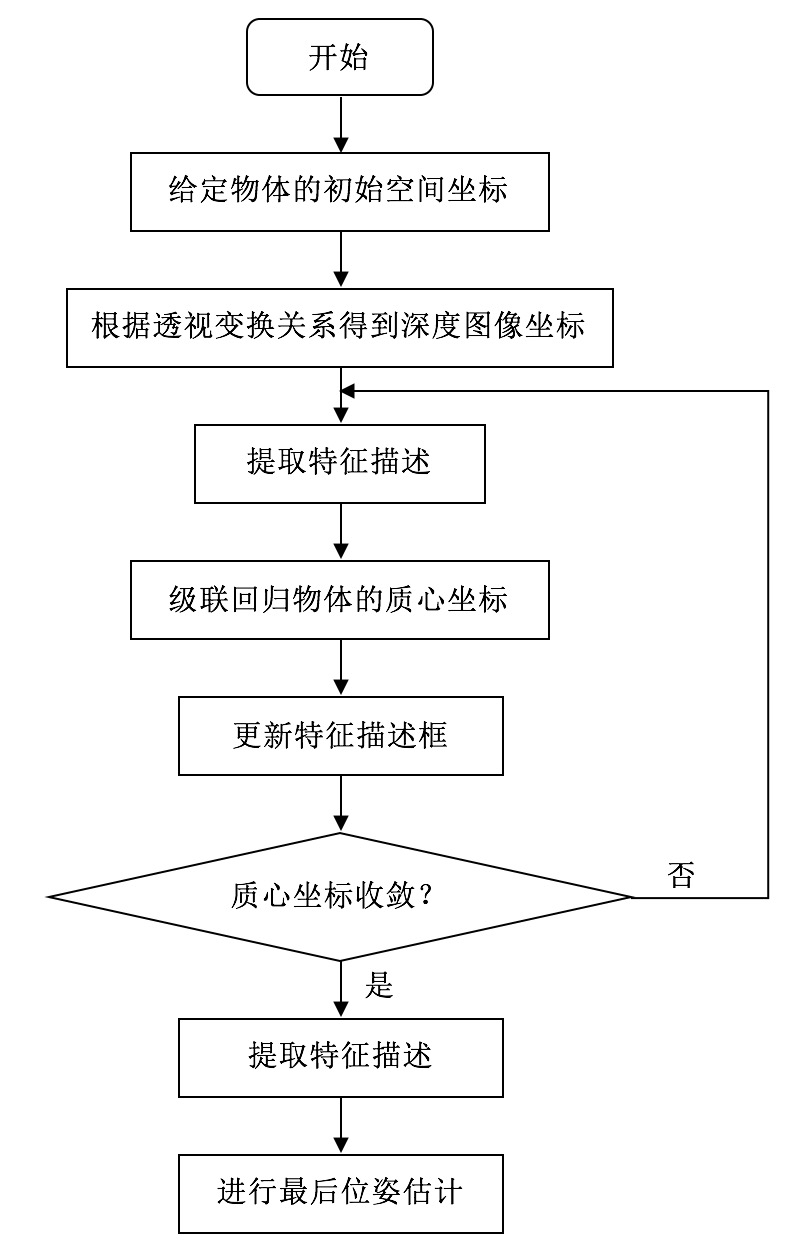 开始
给定物体的初始空间坐标
根据透视变换关系得到深度图像坐标
提取特征描述
级联回归物体的质心坐标
更新特征描述框
质心坐标收敛？
否
是
提取特征描述
进行最后位姿估计